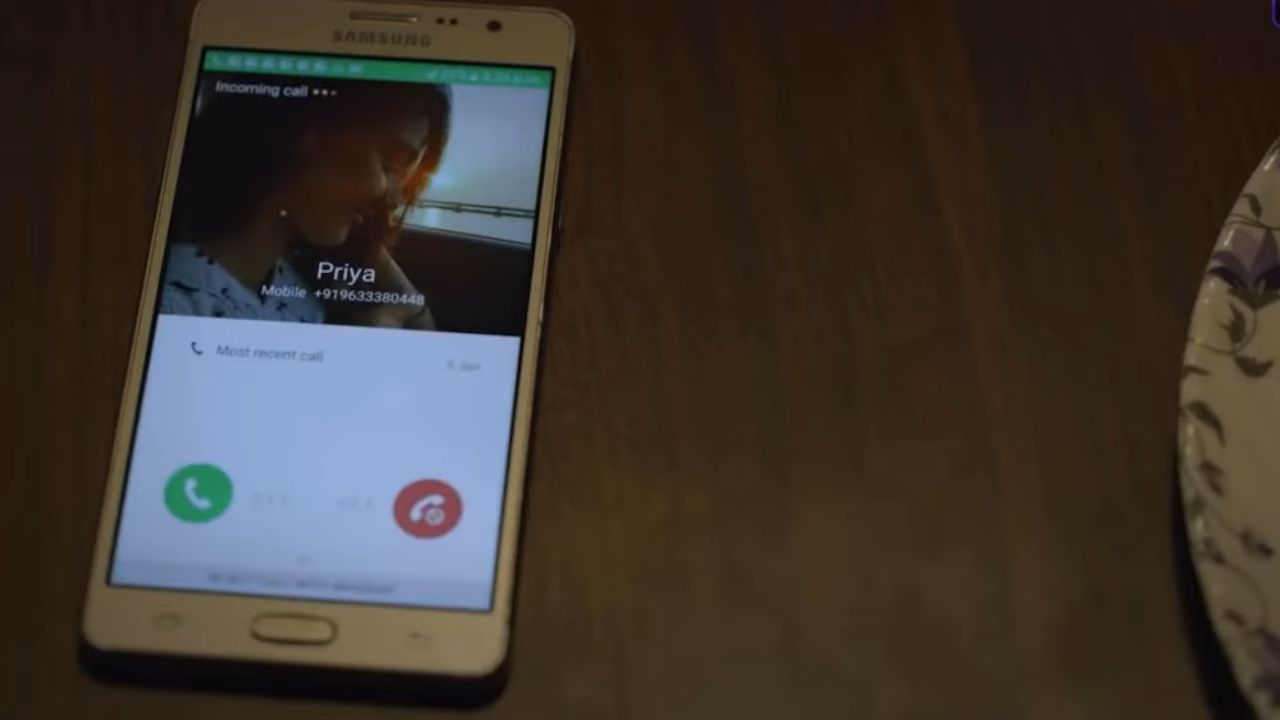 SAMSUNG
Incoming call
Priya
Mobile +919633380448
Most recent call